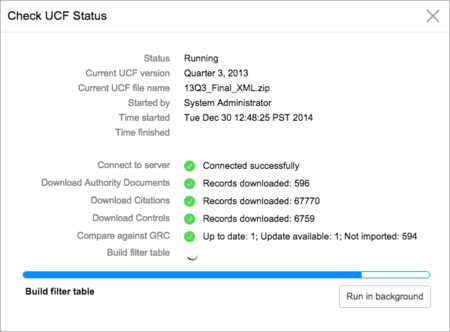 Check UCF Status
Status Running
Current UCF version Quarter 3, 2013
Current UCF file name 13Q3_Final_XML.zip
Started by System Administrator
Time started Tue Dec 30 12:48:25 PST 2014
Time finished
Connect to server Connected successfully
Download Authority Documents Records downloaded: 596
Download Citations Records downloaded: 67770
Download Controls Records downloaded: 6759
Compare against GRC Up to date: 1; Update available: 1; Not imported: 594
Build filter table
Build filter table
Run in background